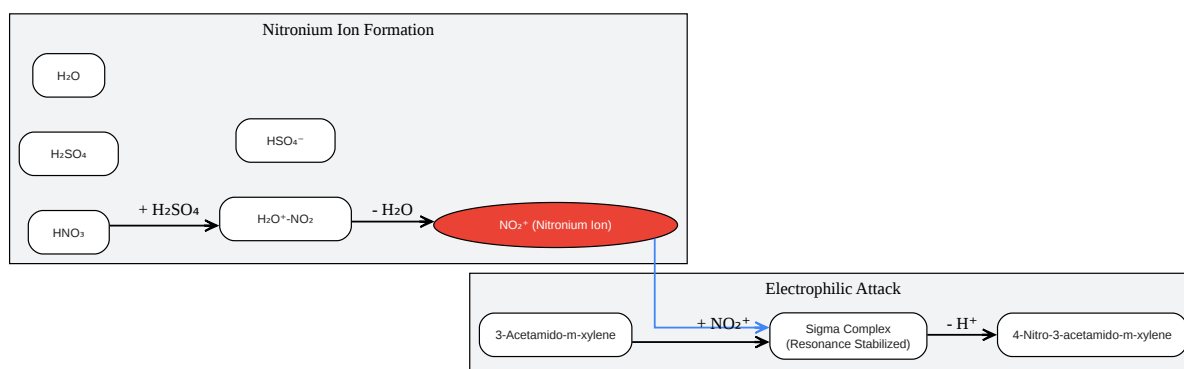 Nitronium Ion Formation
H₂O
H₂SO₄
HSO₄⁻
HNO₃
+ H₂SO₄
H₂O⁺-NO₂
- H₂O
NO₂⁺ (Nitronium Ion)
Electrophilic Attack
3-Acetamido-m-xylene
+ NO₂⁺
Sigma Complex
(Resonance Stabilized)
- H⁺
4-Nitro-3-acetamido-m-xylene